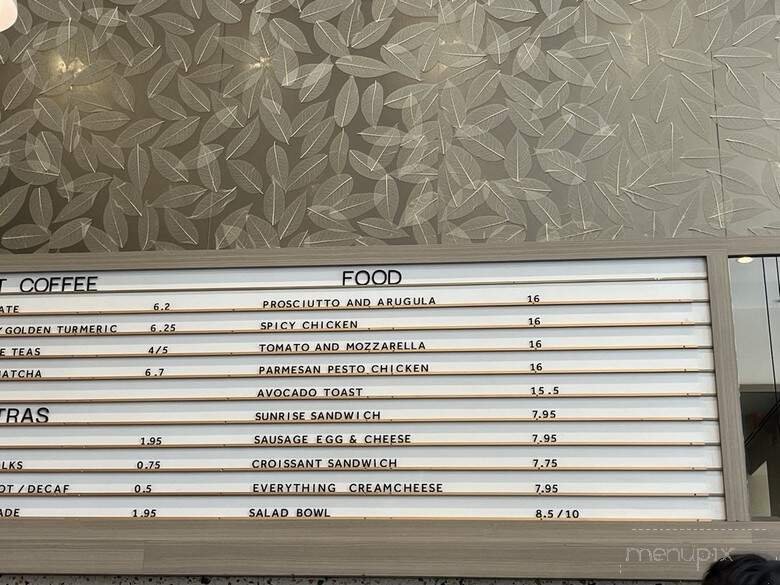 T COFFEE
ATE 6.2
/GOLDEN TURMERIC 6.25
E TEAS 4/5
ATCHA 6.7
TRAS
1.95
LKS 0.75
OT/DECAF 0.5
ADE 1.95
FOOD
PROSCIUTTO AND ARUGULA 16
SPICY CHICKEN 16
TOMATO AND MOZZARELLA 16
PARMESAN PESTO CHICKEN 16
AVOCADO TOAST 15.5
SUNRISE SANDWICH 7.95
SAUSAGE EGG & CHEESE 7.95
CROISSANT SANDWICH 7.75
EVERYTHING CREAMCHEESE 7.95
SALAD BOWL 8.5/10
menupix